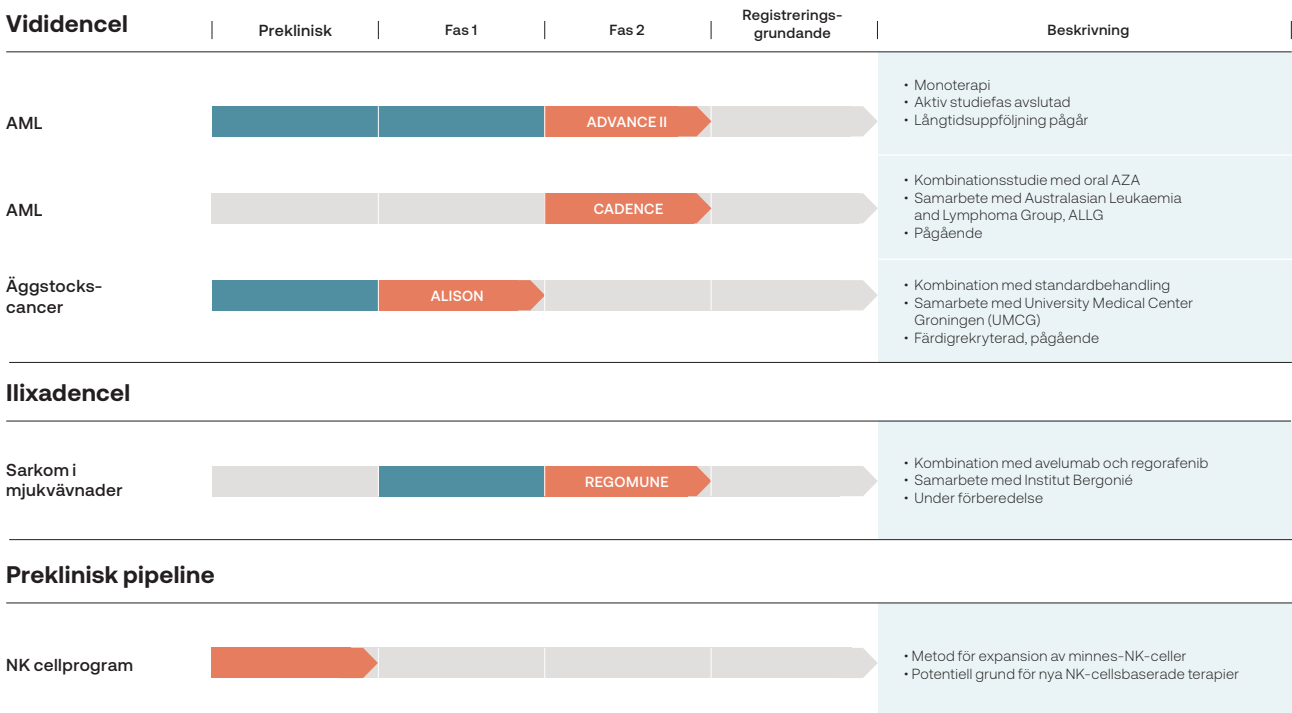 Vididencel
Preklinisk
Fas 1
Fas 2
Registrerings-
grundande
Beskrivning
AML
ADVANCE II
• Monoterapi
• Aktiv studiefas avslutad
• Långtidsuppföljning pågår
AML
CADENCE
• Kombinationsstudie med oral AZA
• Samarbete med Australasian Leukaemia
and Lymphoma Group, ALLG
• Pågående
Äggstocks-
cancer
ALISON
• Kombination med standardbehandling
• Samarbete med University Medical Center
Groningen (UMCG)
• Färdigrekryterad, pågående
Ilixadencel
Sarkom i
mjukvävnader
REGOMUNE
• Kombination med avelumab och regorafenib
• Samarbete med Institut Bergonié
• Under förberedelse
Preklinisk pipeline
NK cellprogram
• Metod för expansion av minnes-NK-celler
• Potentiell grund för nya NK-cellsbaserade terapier